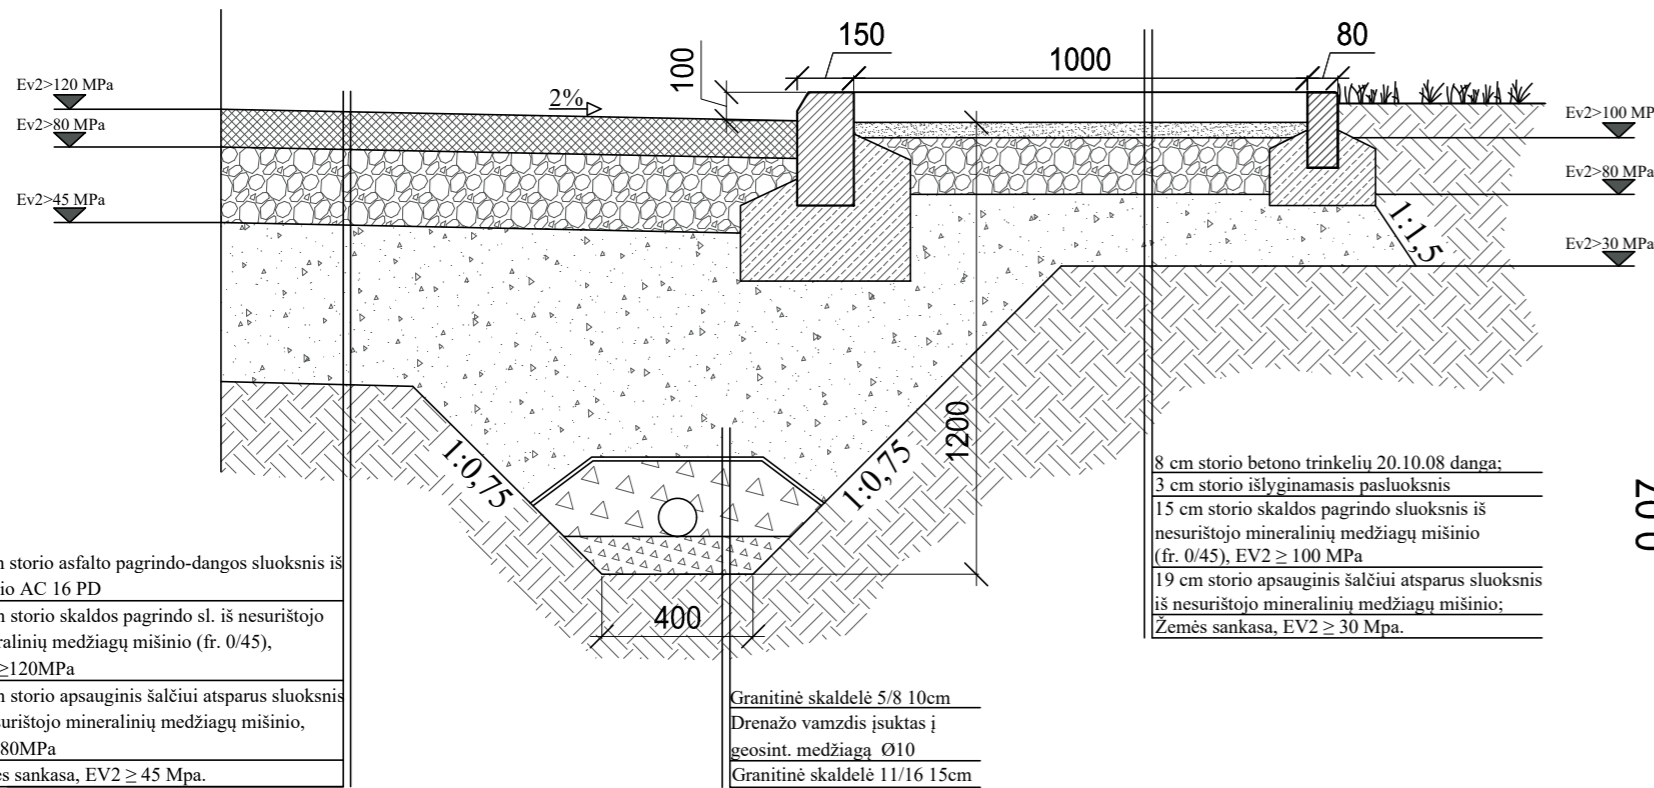 150
80
100
1000
2%
Ev2>120 MPa
Ev2>80 MPa
Ev2>45 MPa
Ev2>100 MP
Ev2>80 MPa
Ev2>30 MPa
1:1,5
1:0,75
1:0,75
1200
400
0,07
storio asfalto pagrindo-dangos sluoksnis iš
AC 16 PD
storio skaldos pagrindo sl. iš nesurištojo
medžiagų mišinio (fr. 0/45),
≥120MPa
storio apsauginis šalčiui atsparus sluoksnis
mineralinių medžiagų mišinio,
80MPa
sankasa, EV2 ≥ 45 Mpa.
Granitinė skaldelė 5/8 10cm
Drenažo vamzdis įsuktas į
geosint. medžiagą Ø10
Granitinė skaldelė 11/16 15cm
8 cm storio betono trinkelių 20.10.08 danga;
3 cm storio išlyginamasis pasluoksnis
15 cm storio skaldos pagrindo sluoksnis iš
nesurištojo mineralinių medžiagų mišinio
(fr. 0/45), EV2 ≥ 100 MPa
19 cm storio apsauginis šalčiui atsparus sluoksnis
iš nesurištojo mineralinių medžiagų mišinio;
Žemės sankasa, EV2 ≥ 30 Mpa.